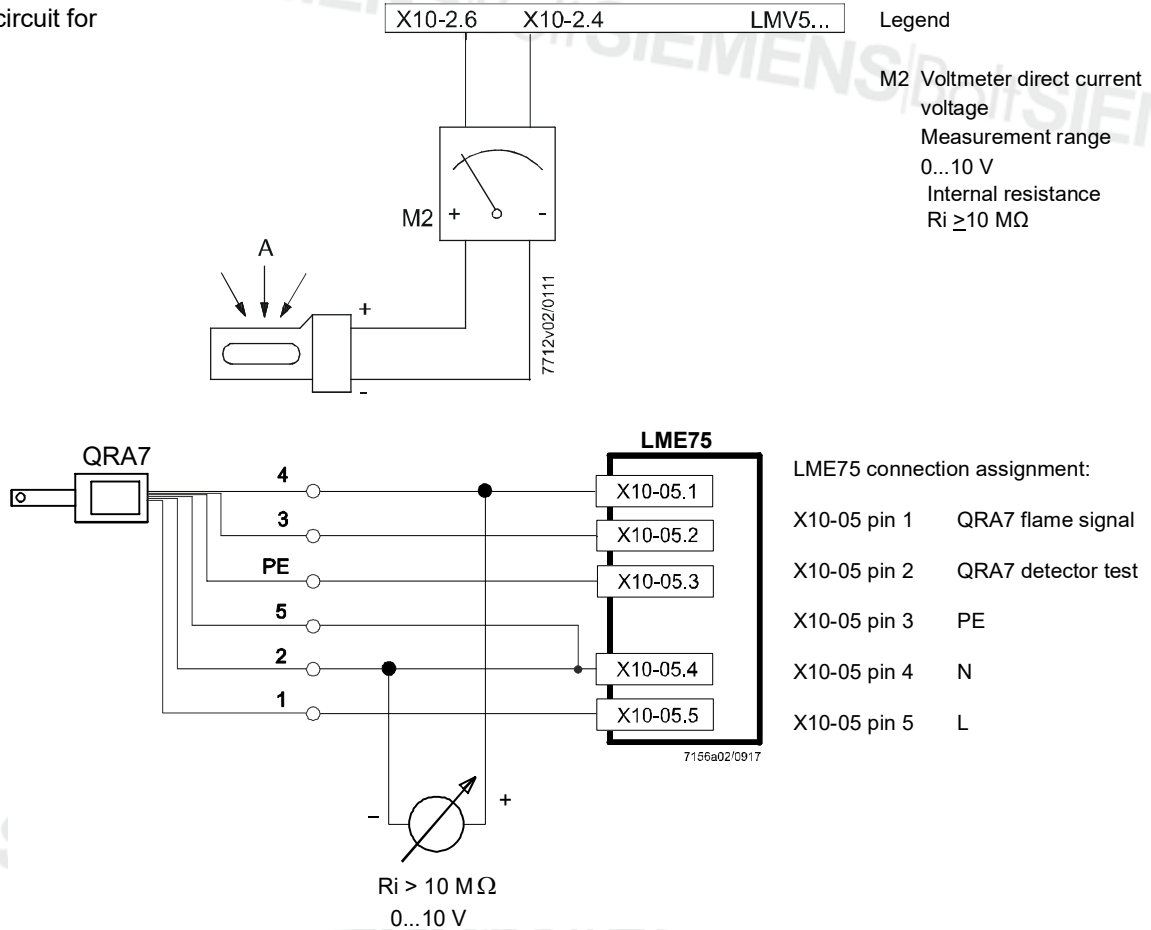 circuit for
X10-2.6 X10-2.4 LMV5...
Legend
M2 Voltmeter direct current
voltage
Measurement range
0...10 V
Internal resistance
Ri ≥10 MΩ
M2 + -
A
+
-
7712v02/0111
QRA7
4
3
PE
5
2
1
LME75
X10-05.1
X10-05.2
X10-05.3
X10-05.4
X10-05.5
7156a02/0917
LME75 connection assignment:
X10-05 pin 1 QRA7 flame signal
X10-05 pin 2 QRA7 detector test
X10-05 pin 3 PE
X10-05 pin 4 N
X10-05 pin 5 L
– +
Ri > 10 MΩ
0...10 V
SIEMENS|BoltSIEMENS|BoltSIE